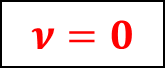 ν = 0